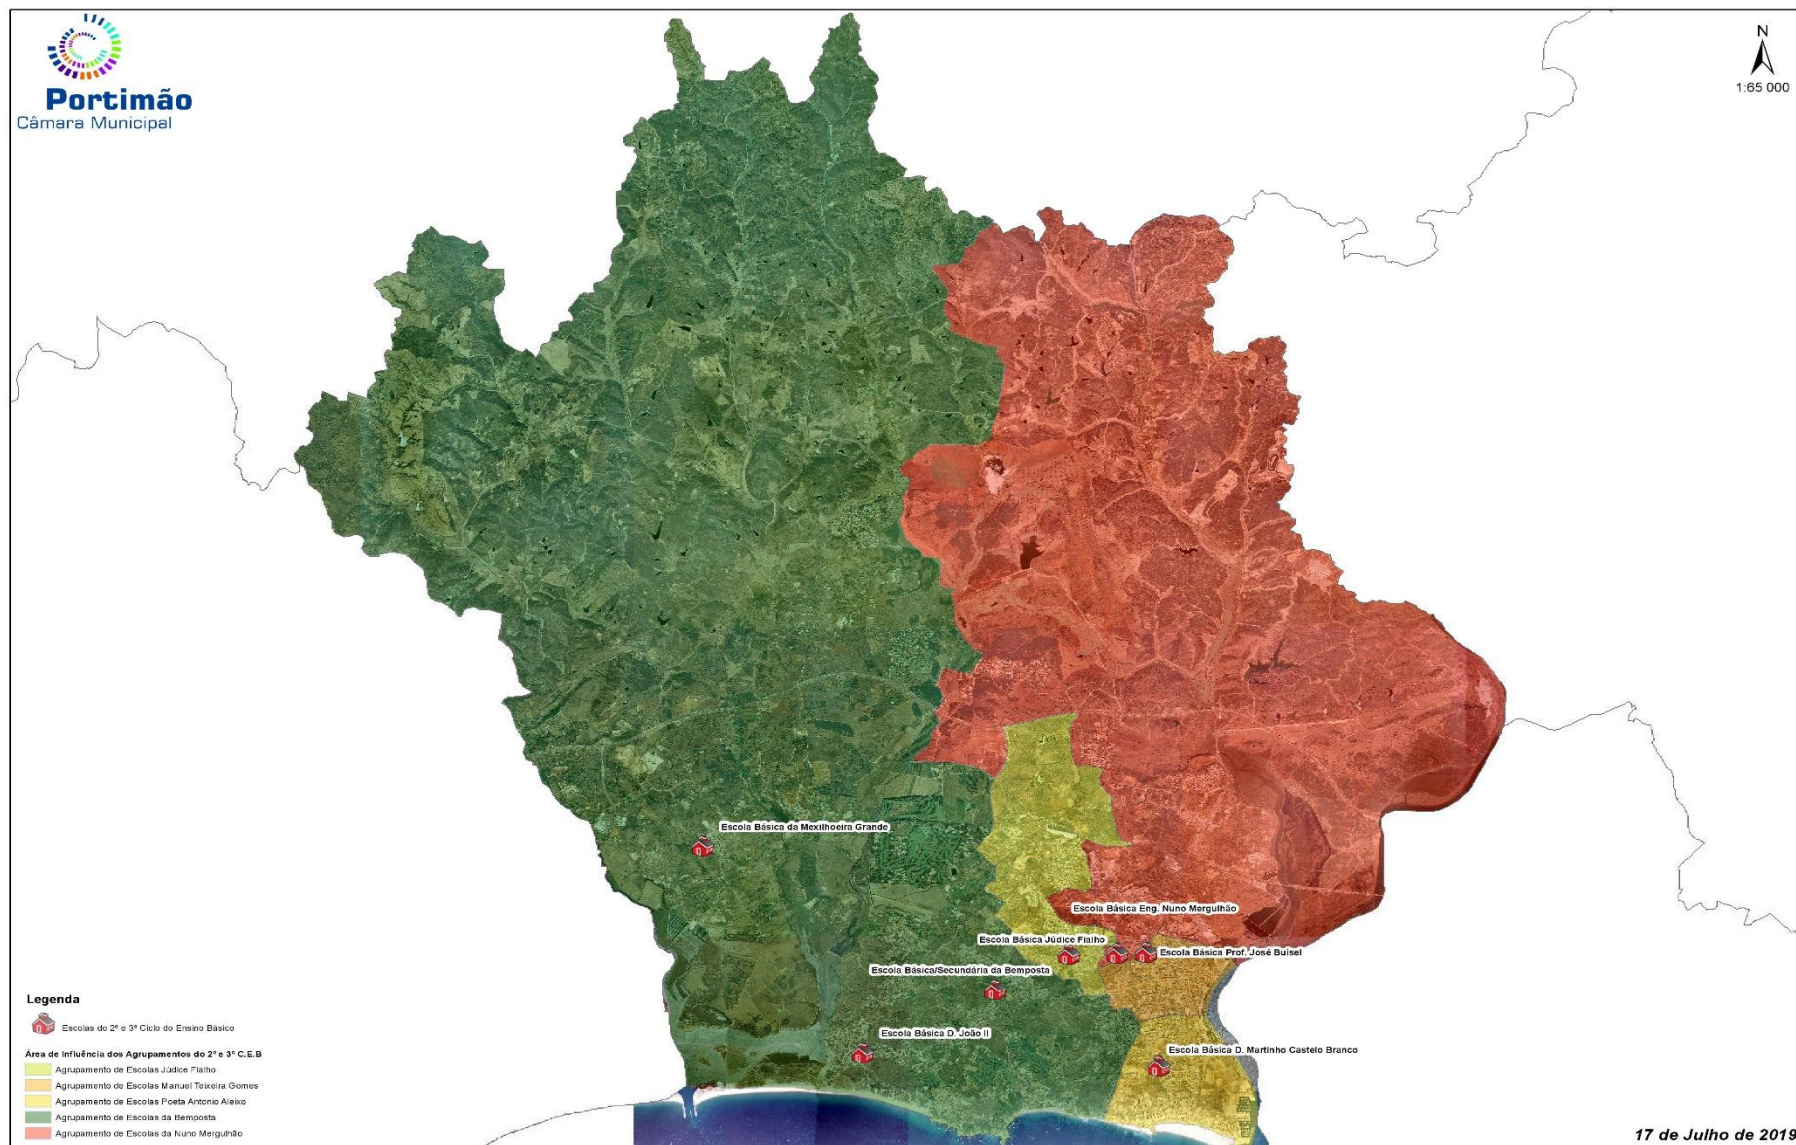 Portimão
Câmara Municipal
N
1:65 000
Escola Básica da Mexilhoeira Grande
Escola Básica Eng. Nuno Mergulhão
Escola Básica Júdice Fialho
Escola Básica Prof. José Buisel
Escola Básica/Secundária da Bemposta
Escola Básica D. João II
Escola Básica D. Martinho Castelo Branco
Legenda
Escolas do 2º e 3º Ciclo do Ensino Básico
Área de Influência dos Agrupamentos do 2º e 3º C.E.B
Agrupamento de Escolas Júdice Fialho
Agrupamento de Escolas Manuel Teixeira Gomes
Agrupamento de Escolas Poeta Antonio Aleixo
Agrupamento de Escolas da Bemposta
Agrupamento de Escolas da Nuno Mergulhão
17 de Julho de 2019